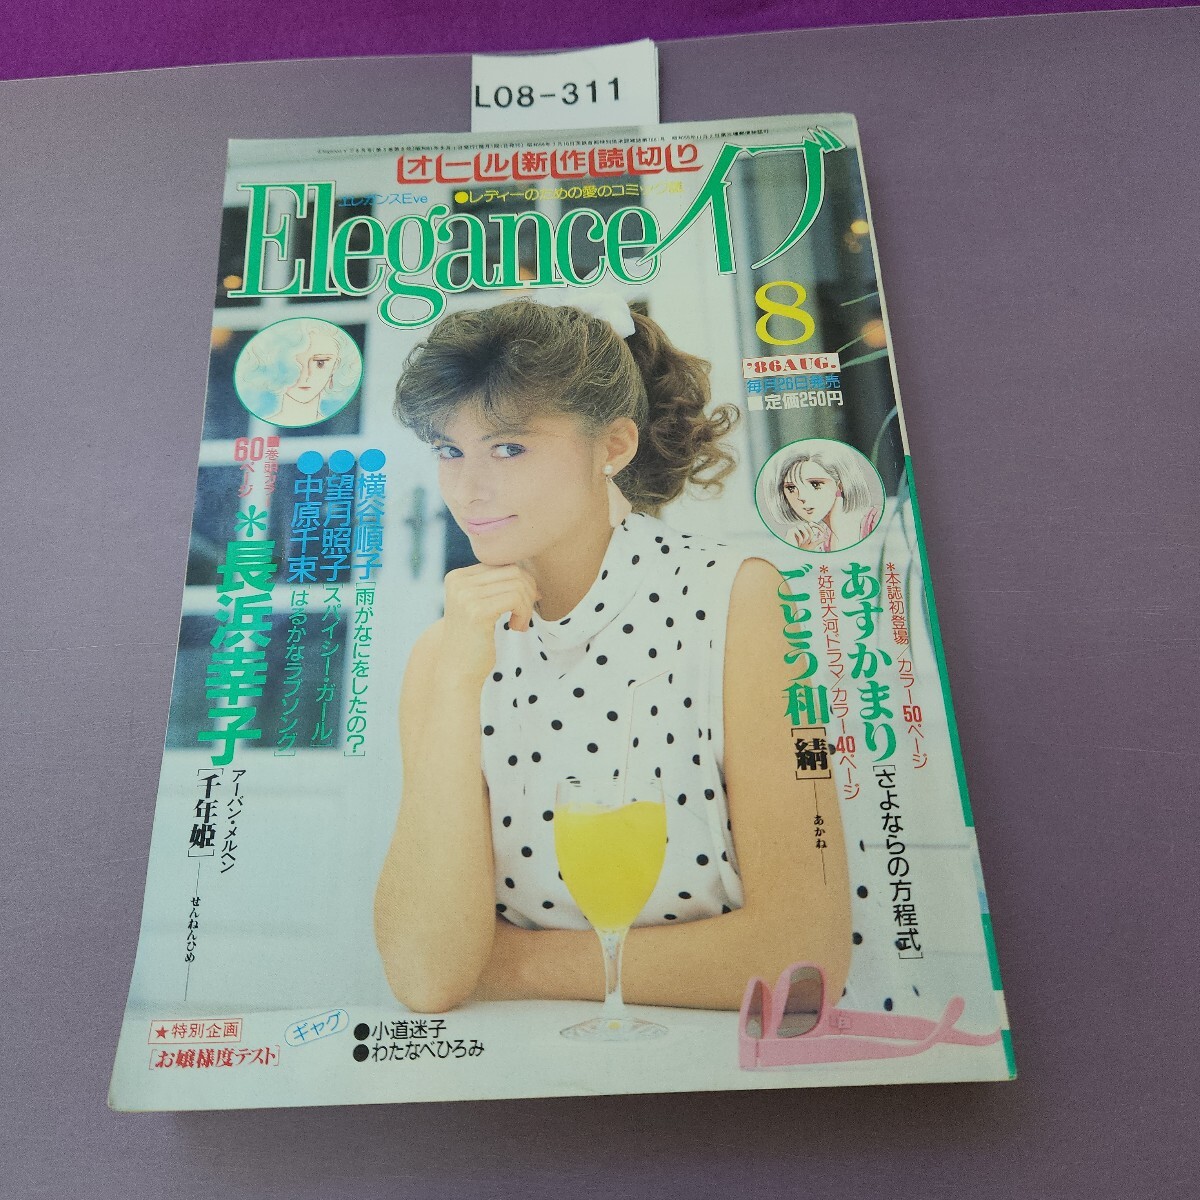 L08-311
オール新作読切り
エレガンスEve
●レディーのための愛のコミック誌
Eleganceイブ
8
'86AUG.
毎月26日発売
■定価250円
■巻頭カラー
60ページ
＊長浜幸子
アーバン・メルヘン
[千年姫]
せんねんひめ
●横谷順子[雨がなにをしたの?]
●望月照子[スパイシー・ガール]
●中原千束[はるかなラプソング]
＊本誌初登場/カラー50ページ
あすかまり[さよならの方程式]
＊好評大河ドラマ/カラー40ページ
ごとう和[綪]
あかね
★特別企画
[お嬢様度テスト]
ギャグ
●小道迷子
●わたなべひろみ